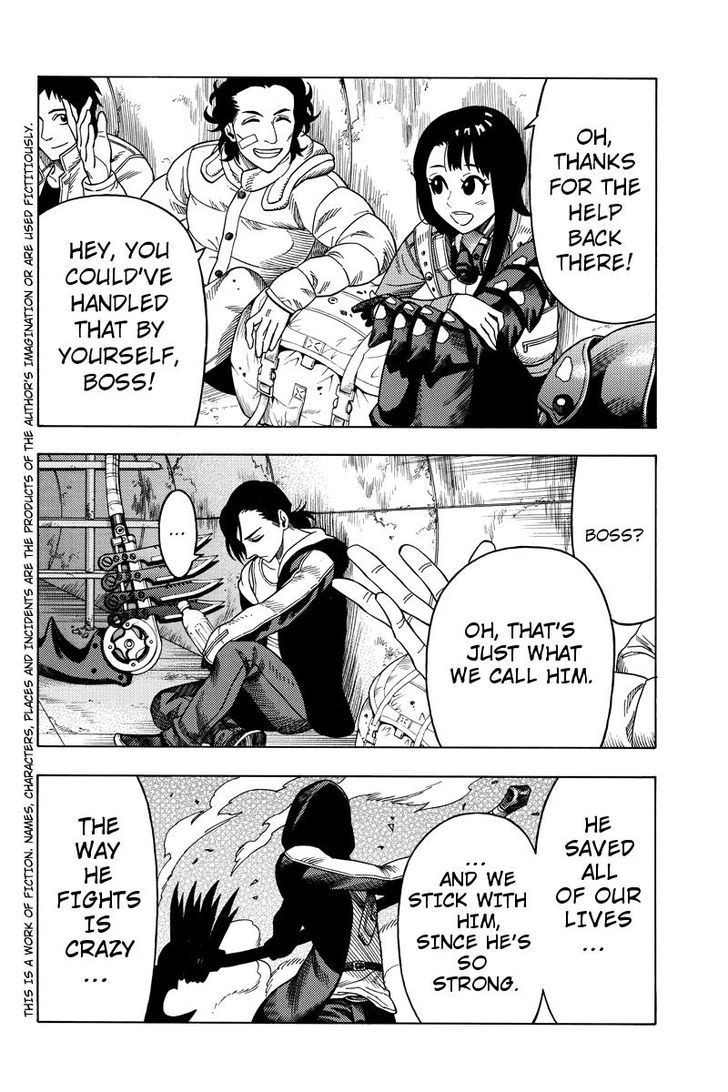 OH,
THANKS
FOR THE
HELP
BACK
THERE!
HEY, YOU
COULD'VE
HANDLED
THAT BY
YOURSELF,
BOSS!
BOSS?
OH, THAT'S
JUST WHAT
WE CALL HIM.
...
HE
SAVED
ALL
OF OUR
LIVES
...
...
AND WE
STICK WITH
HIM,
SINCE HE'S
SO
STRONG.
THE
WAY
HE
FIGHTS
IS
CRAZY
...
THIS IS A WORK OF FICTION. NAMES, CHARACTERS, PLACES AND INCIDENTS ARE THE PRODUCTS OF THE AUTHOR'S IMAGINATION OR ARE USED FICTITIOUSLY.